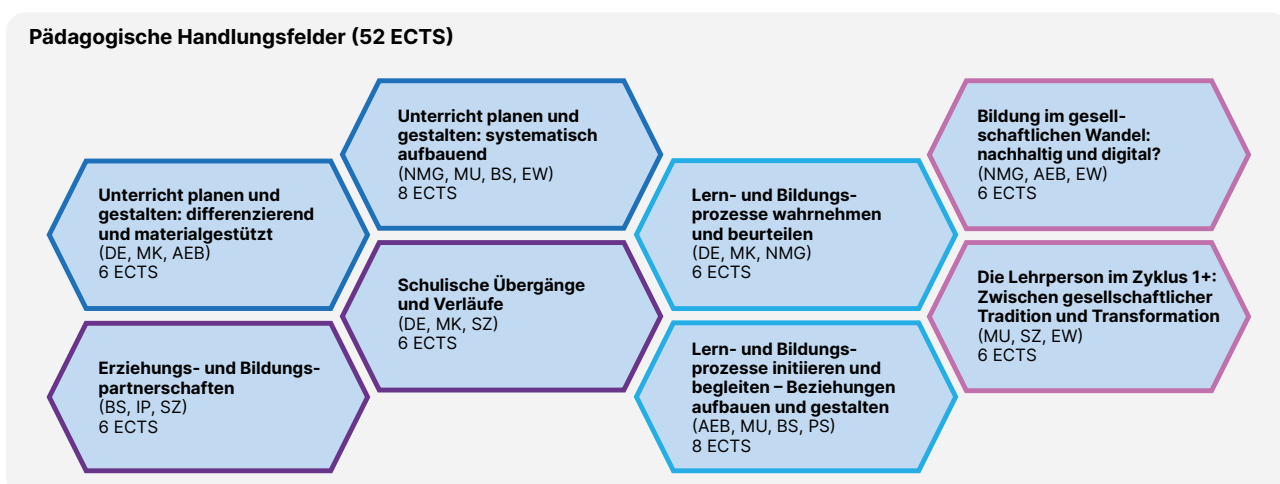 Pädagogische Handlungsfelder (52 ECTS)
Unterricht planen und
gestalten: differenzierend
und materialgestützt
(DE, MK, AEB)
6 ECTS
Erziehungs- und Bildungs-
partnerschaften
(BS, IP, SZ)
6 ECTS
Unterricht planen und
gestalten: systematisch
aufbauend
(NMG, MU, BS, EW)
8 ECTS
Schulische Übergänge
und Verläufe
(DE, MK, SZ)
6 ECTS
Lern- und Bildungs-
prozesse wahrnehmen
und beurteilen
(DE, MK, NMG)
6 ECTS
Lern- und Bildungs-
prozesse initiieren und
begleiten – Beziehungen
aufbauen und gestalten
(AEB, MU, BS, PS)
8 ECTS
Bildung im gesell-
schaftlichen Wandel:
nachhaltig und digital?
(NMG, AEB, EW)
6 ECTS
Die Lehrperson im Zyklus 1+:
Zwischen gesellschaftlicher
Tradition und Transformation
(MU, SZ, EW)
6 ECTS